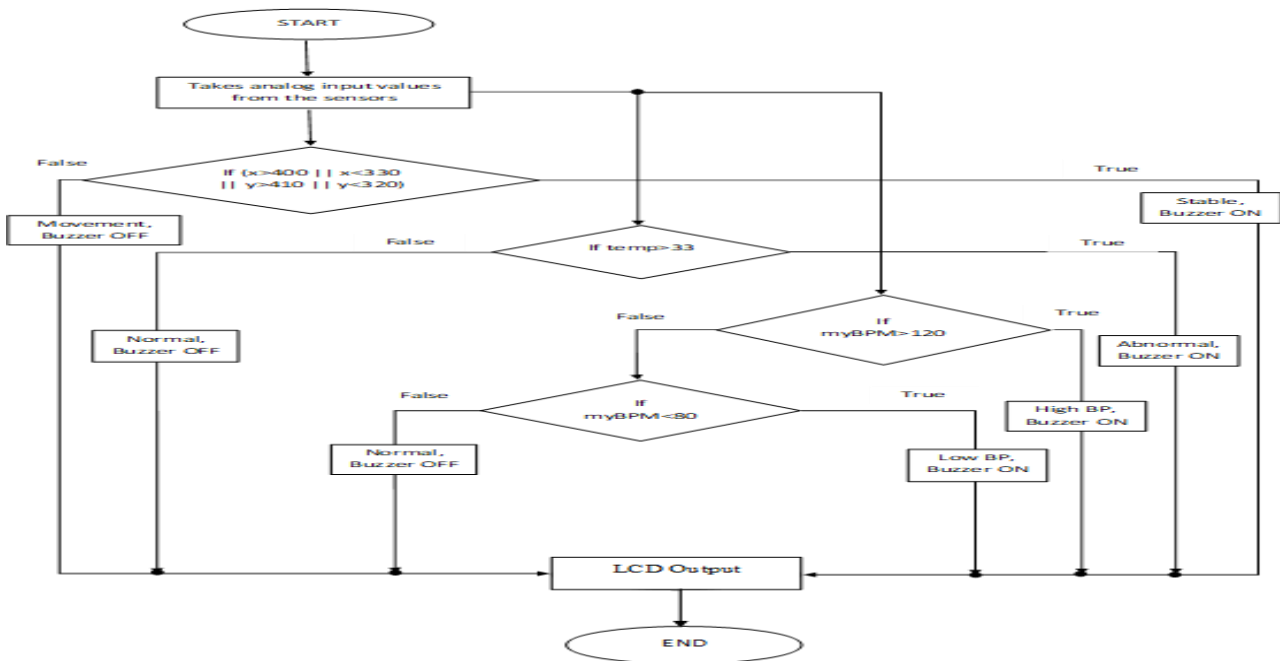 START
Takes analog input values
from the sensors
False
If (x>400 || x<330
|| y>410 || y<320)
True
Movement,
Buzzer OFF
Stable,
Buzzer ON
False
If temp>33
True
Normal,
Buzzer OFF
False
If
myBPM>120
True
Abnormal,
Buzzer ON
False
If
myBPM<80
True
High BP,
Buzzer ON
Normal,
Buzzer OFF
Low BP,
Buzzer ON
LCD Output
END